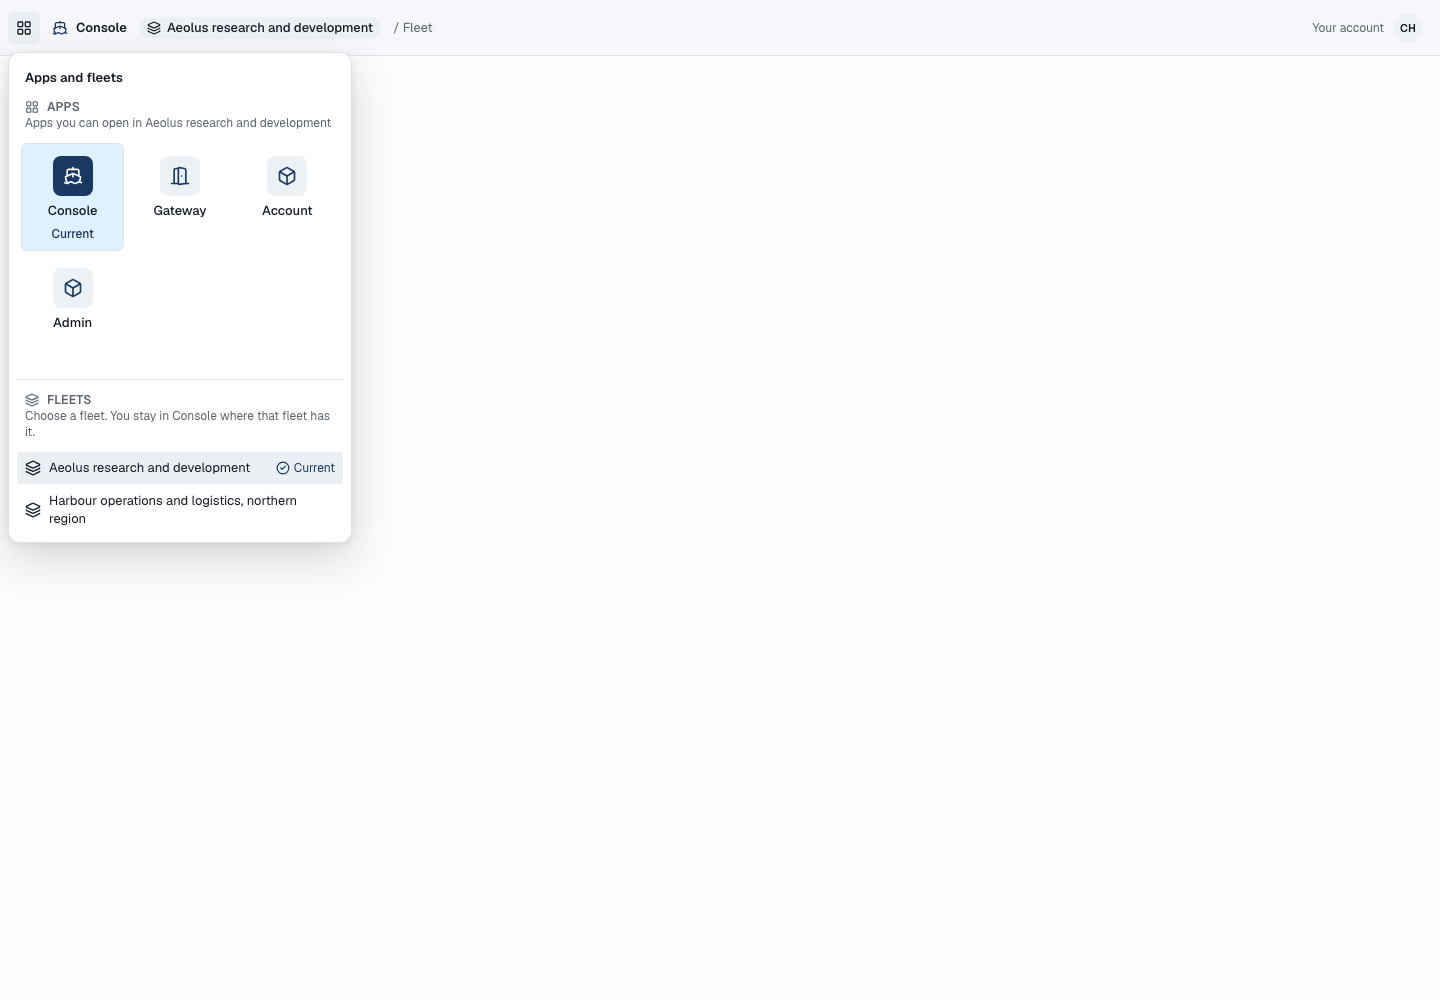 Console
Aeolus research and development
/ Fleet
Your account
CH
Apps and fleets
APPS
Apps you can open in Aeolus research and development
Console
Current
Gateway
Account
Admin
FLEETS
Choose a fleet. You stay in Console where that fleet has
it.
Aeolus research and development
Current
Harbour operations and logistics, northern
region